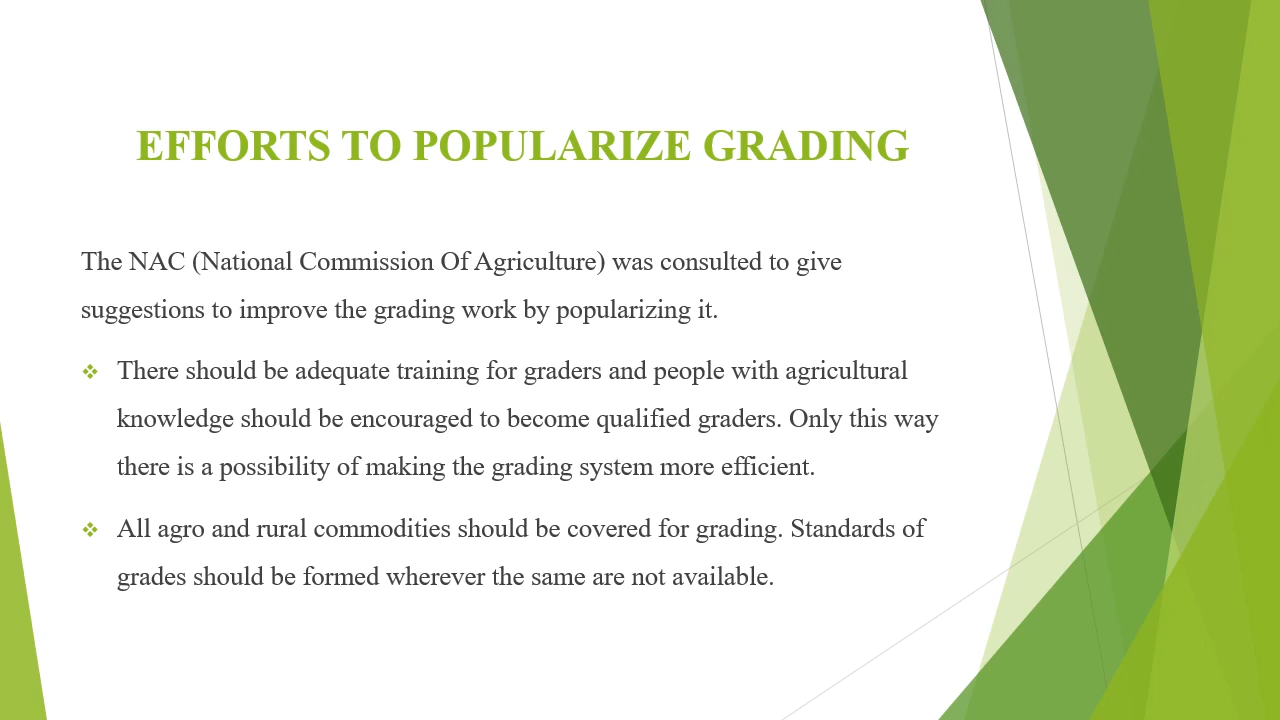 EFFORTS TO POPULARIZE GRADING
The NAC (National Commission Of Agriculture) was consulted to give
suggestions to improve the grading work by popularizing it.
❖ There should be adequate training for graders and people with agricultural
knowledge should be encouraged to become qualified graders. Only this way
there is a possibility of making the grading system more efficient.
❖ All agro and rural commodities should be covered for grading. Standards of
grades should be formed wherever the same are not available.